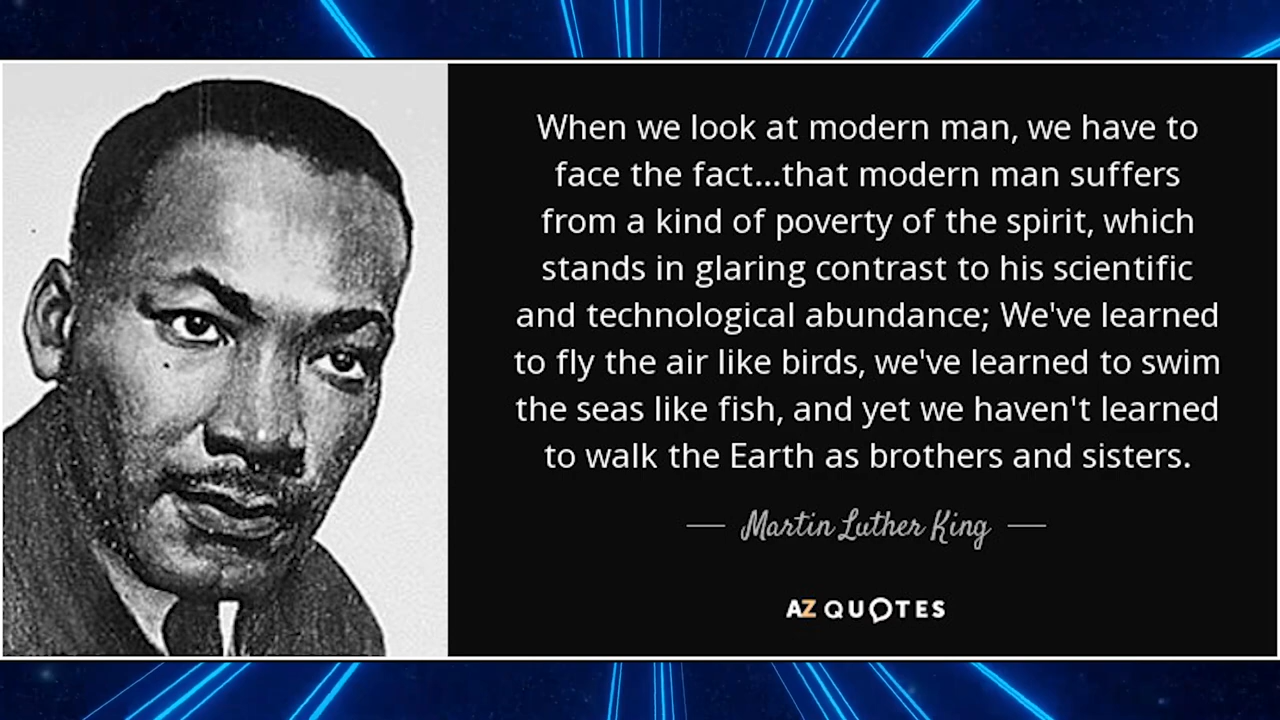 When we look at modern man, we have to
face the fact...that modern man suffers
from a kind of poverty of the spirit, which
stands in glaring contrast to his scientific
and technological abundance; We've learned
to fly the air like birds, we've learned to swim
the seas like fish, and yet we haven't learned
to walk the Earth as brothers and sisters.
Martin Luther King
AZ QUOTES